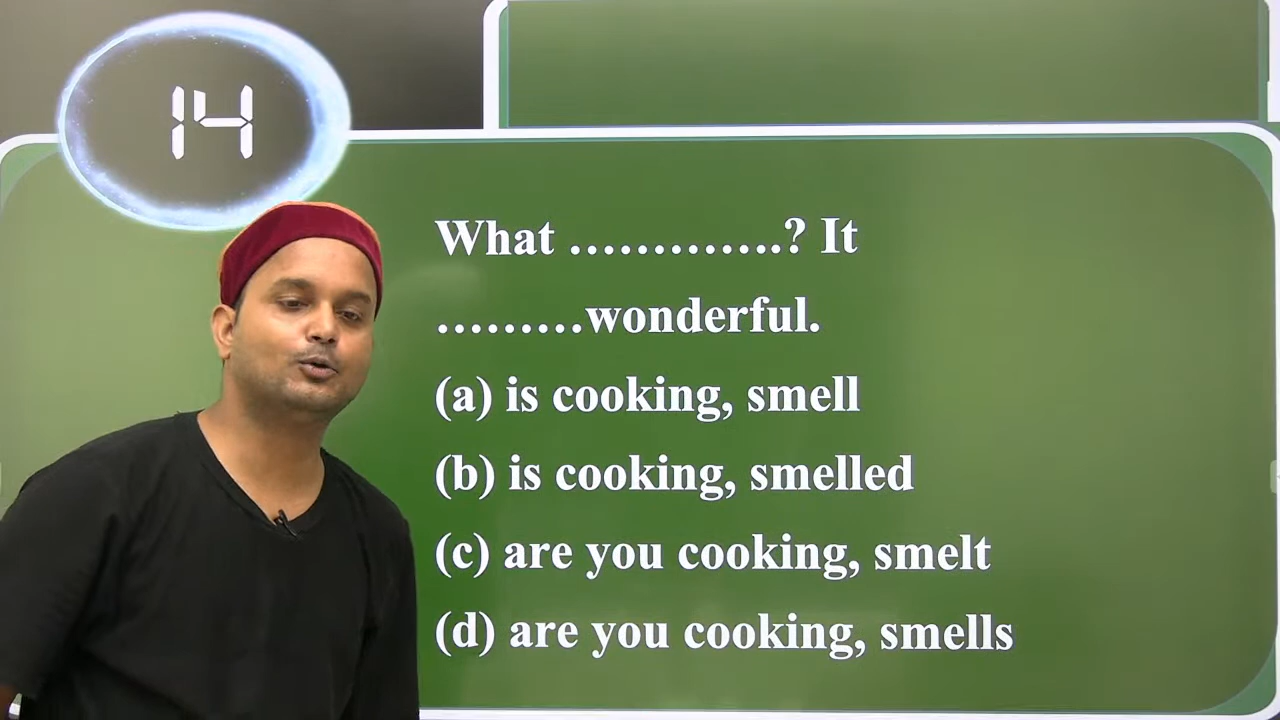 14
What .............? It
.........wonderful.
(a) is cooking, smell
(b) is cooking, smelled
(c) are you cooking, smelt
(d) are you cooking, smells